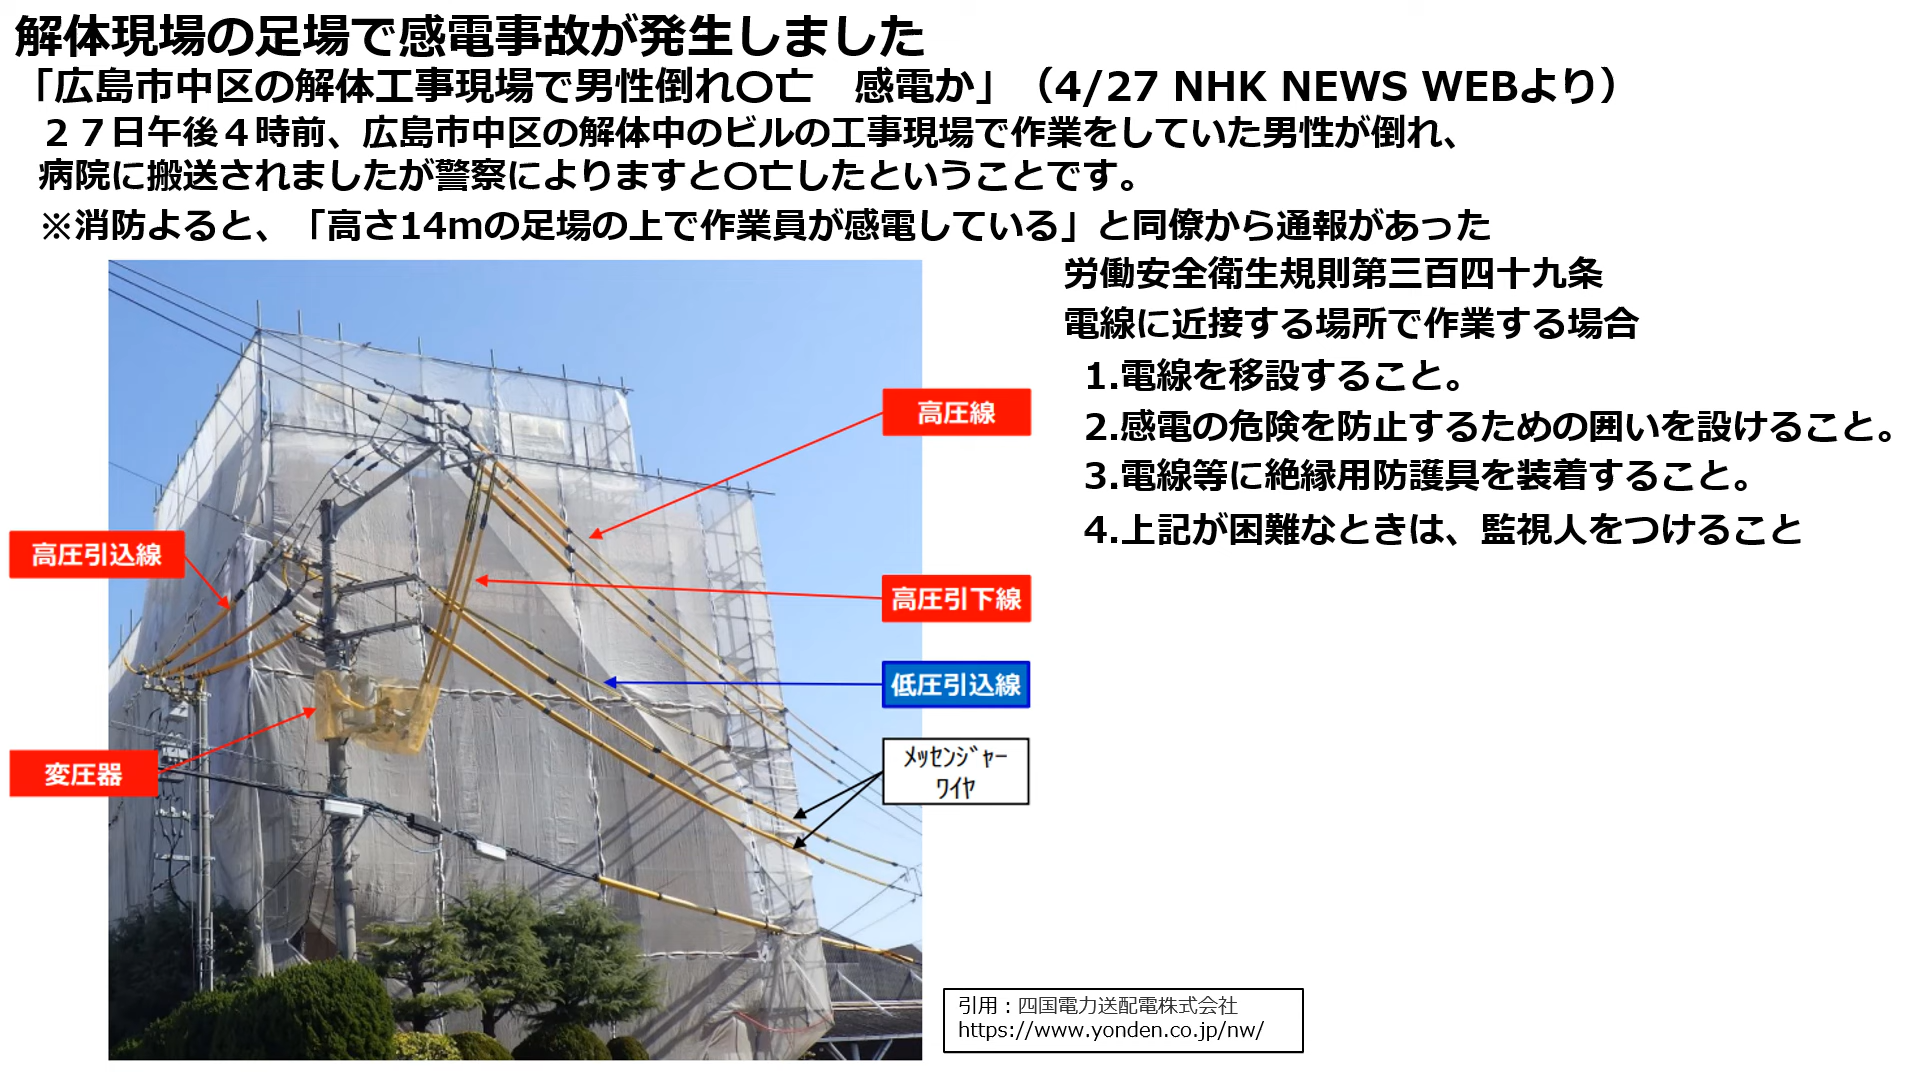 解体現場の足場で感電事故が発生しました
「広島市中区の解体工事現場で男性倒れ〇亡　感電か」（4/27 NHK NEWS WEBより）
２７日午後４時前、広島市中区の解体中のビルの工事現場で作業をしていた男性が倒れ、
病院に搬送されましたが警察によりますと〇亡したということです。
※消防よると、「高さ14mの足場の上で作業員が感電している」と同僚から通報があった
労働安全衛生規則第三百四十九条
電線に近接する場所で作業する場合
1.電線を移設すること。
2.感電の危険を防止するための囲いを設けること。
3.電線等に絶縁用防護具を装着すること。
4.上記が困難なときは、監視人をつけること
高圧線
高圧引込線
高圧引下線
低圧引込線
変圧器
ﾒｯｾﾝｼﾞｬｰ
ﾜｲﾔ
引用：四国電力送配電株式会社
https://www.yonden.co.jp/nw/